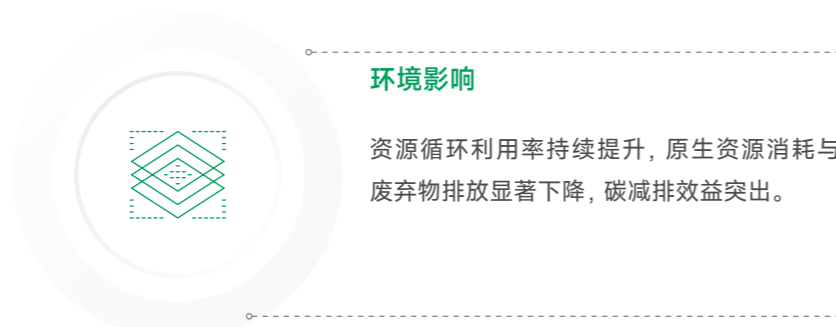 环境影响
资源循环利用率持续提升，原生资源消耗与
废弃物排放显著下降，碳减排效益突出。